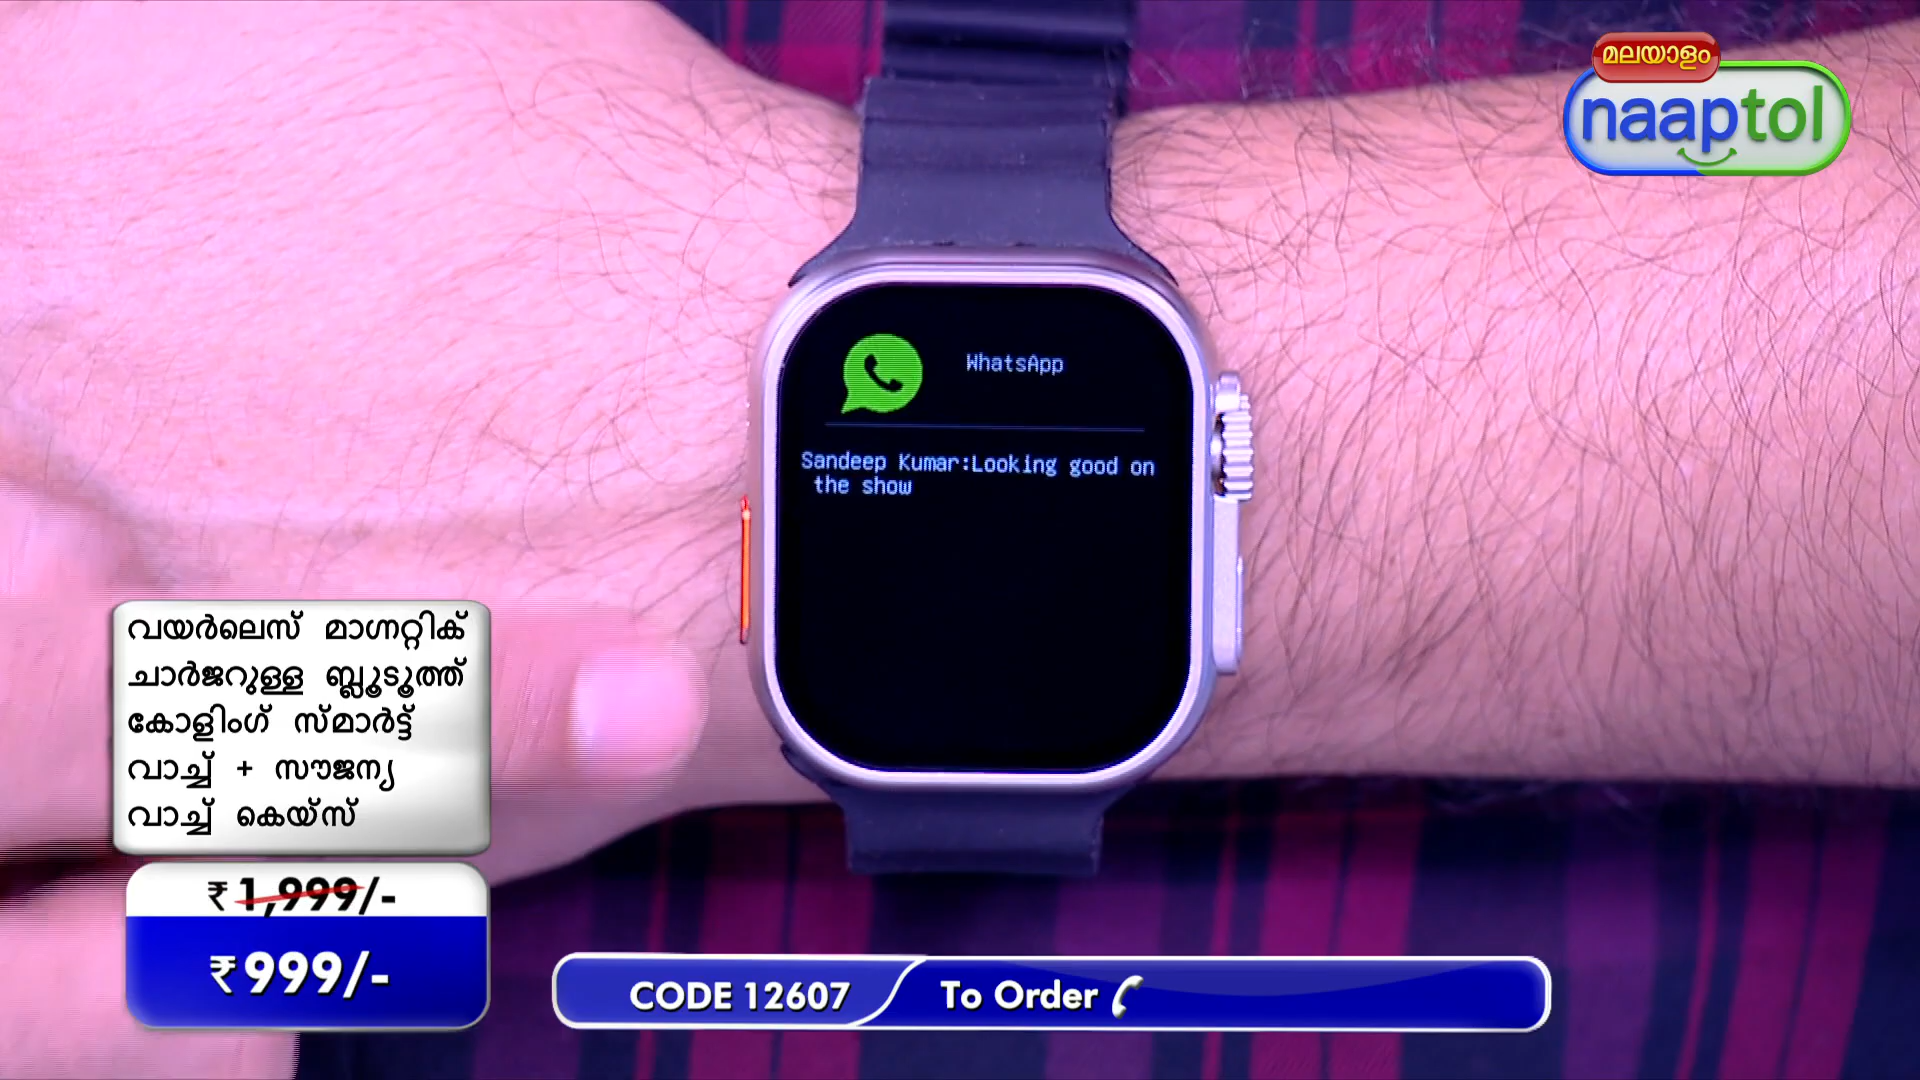 മലയാളം
naaptol
WhatsApp
Sandeep Kumar:Looking good on
the show
വയർലെസ് മാഗ്നറ്റിക്
ചാർജറുള്ള ബ്ലൂടൂത്ത്
കോളിംഗ് സ്മാർട്ട്
വാച്ച് + സൗജന്യ
വാച്ച് കെയ്സ്
₹1,999/-
₹999/-
CODE 12607 To Order